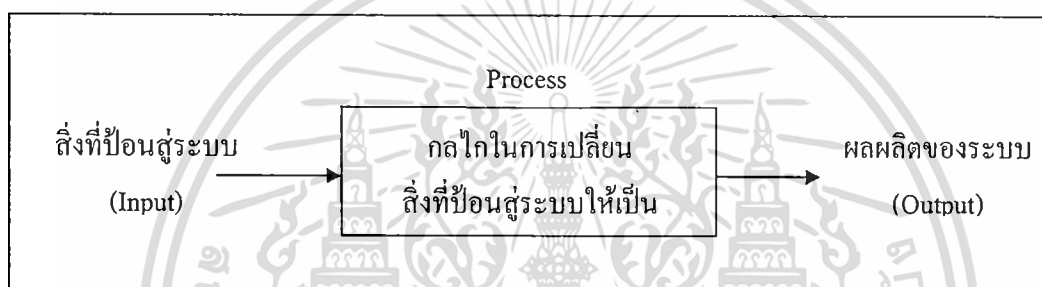 Process
สิ่งที่ป้อนสู่ระบบ
(Input)
กลไกในการเปลี่ยน
สิ่งที่ป้อนสู่ระบบให้เป็น
ผลผลิตของระบบ
(Output)